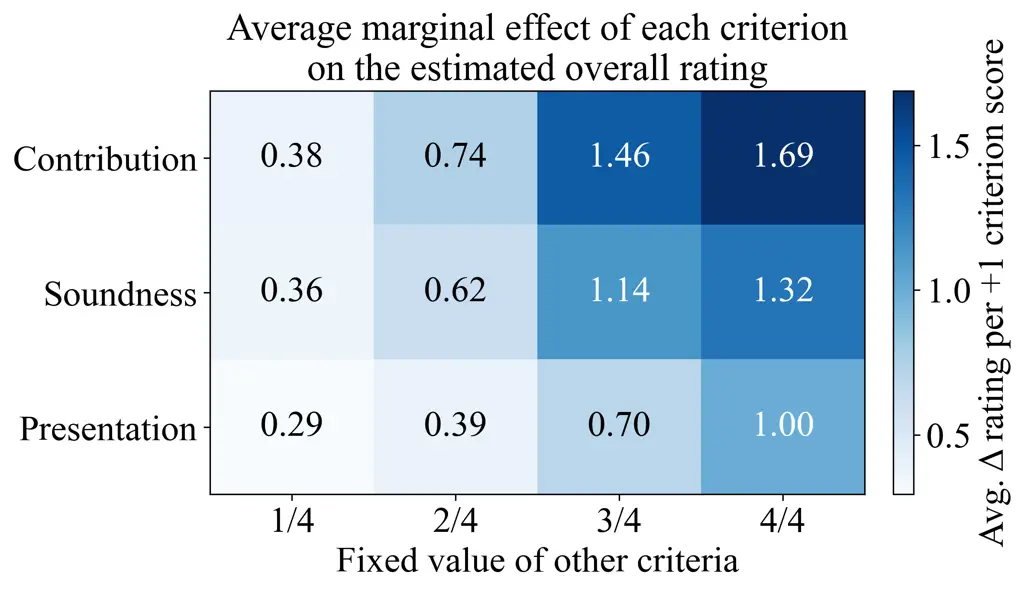 Average marginal effect of each criterion
on the estimated overall rating
Contribution 0.38 0.74 1.46 1.69
Soundness 0.36 0.62 1.14 1.32
Presentation 0.29 0.39 0.70 1.00
1/4 2/4 3/4 4/4
Fixed value of other criteria
1.5
1.0
0.5
Avg. Δ rating per +1 criterion score